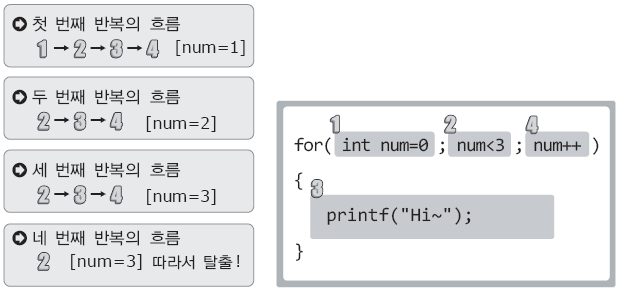 첫 번째 반복의 흐름
1 → 2 → 3 → 4 [num=1]
두 번째 반복의 흐름
2 → 3 → 4 [num=2]
세 번째 반복의 흐름
2 → 3 → 4 [num=3]
네 번째 반복의 흐름
2 [num=3] 따라서 탈출!
1 2 4
for( int num=0 ; num<3 ; num++ )
{
3
printf("Hi~");
}